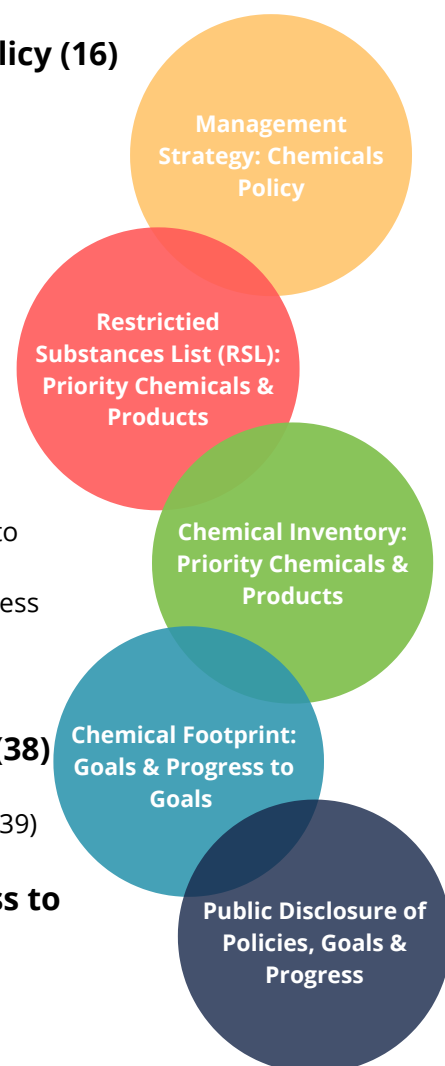 licy (16)
Management
Strategy: Chemicals
Policy
Restrictied
Substances List (RSL):
Priority Chemicals &
Products
to
Chemical Inventory:
Priority Chemicals &
Products
ess
(38)
Chemical Footprint:
Goals & Progress to
Goals
39)
ss to
Public Disclosure of
Policies, Goals &
Progress